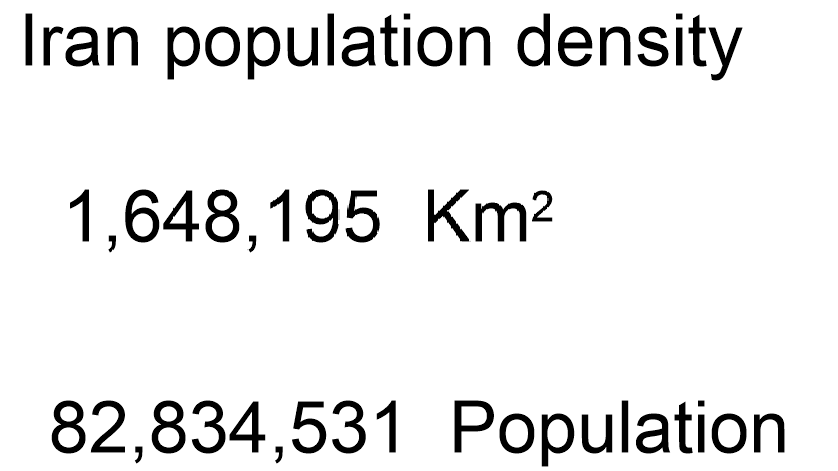 Iran population density
1,648,195 Km²
82,834,531 Population